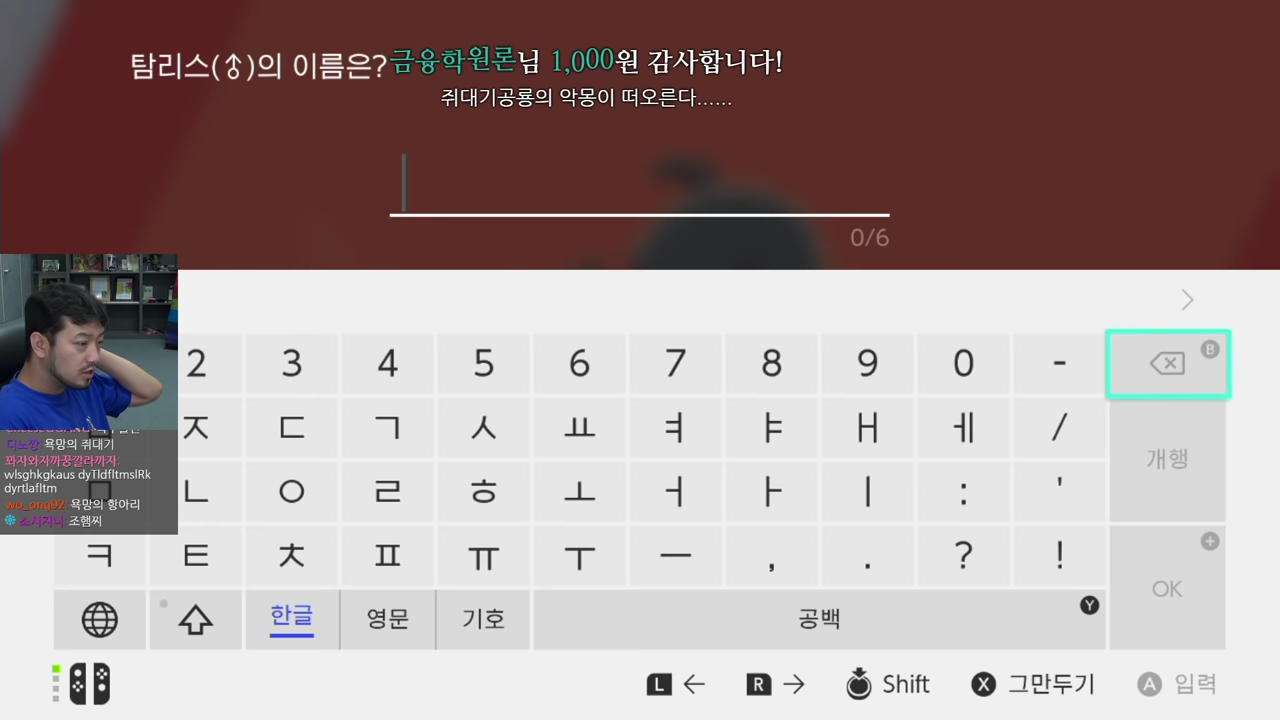 탐리스(♂)의 이름은?
금융학원론님 1,000원 감사합니다!
쥐대기공룡의 악몽이 떠오른다......
0/6
2 3 4 5 6 7 8 9 0 - B
ㅈ ㄷ ㄱ ㅅ ㅛ ㅕ ㅑ ㅐ ㅔ /
개행
ㄴ ㅇ ㄹ ㅎ ㅗ ㅓ ㅏ ㅣ : '
ㅋ ㅌ ㅊ ㅍ ㅠ ㅜ ㅡ , . ? !
OK
한글 영문 기호 공백 Y
디노짱: 욕망의 쥐대기
꽈자와자까꿍깔라까지:
wlsghkgkaus dyTldfltmslRk
dyrtlafltm
wo_ong92: 욕망의 항아리
소시지니: 조햄찌
L ← R → Shift X 그만두기 A 입력